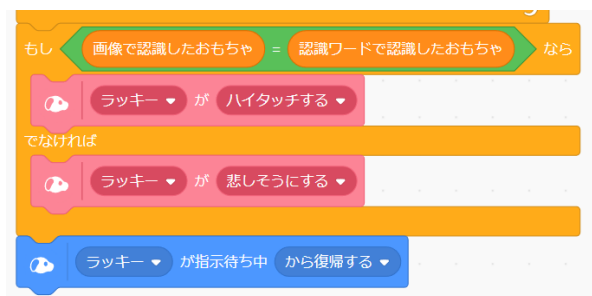 もし 画像で認識したおもちゃ = 認識ワードで認識したおもちゃ なら
ラッキー が ハイタッチする
でなければ
ラッキー が 悲しそうにする
ラッキー が指示待ち中 から復帰する